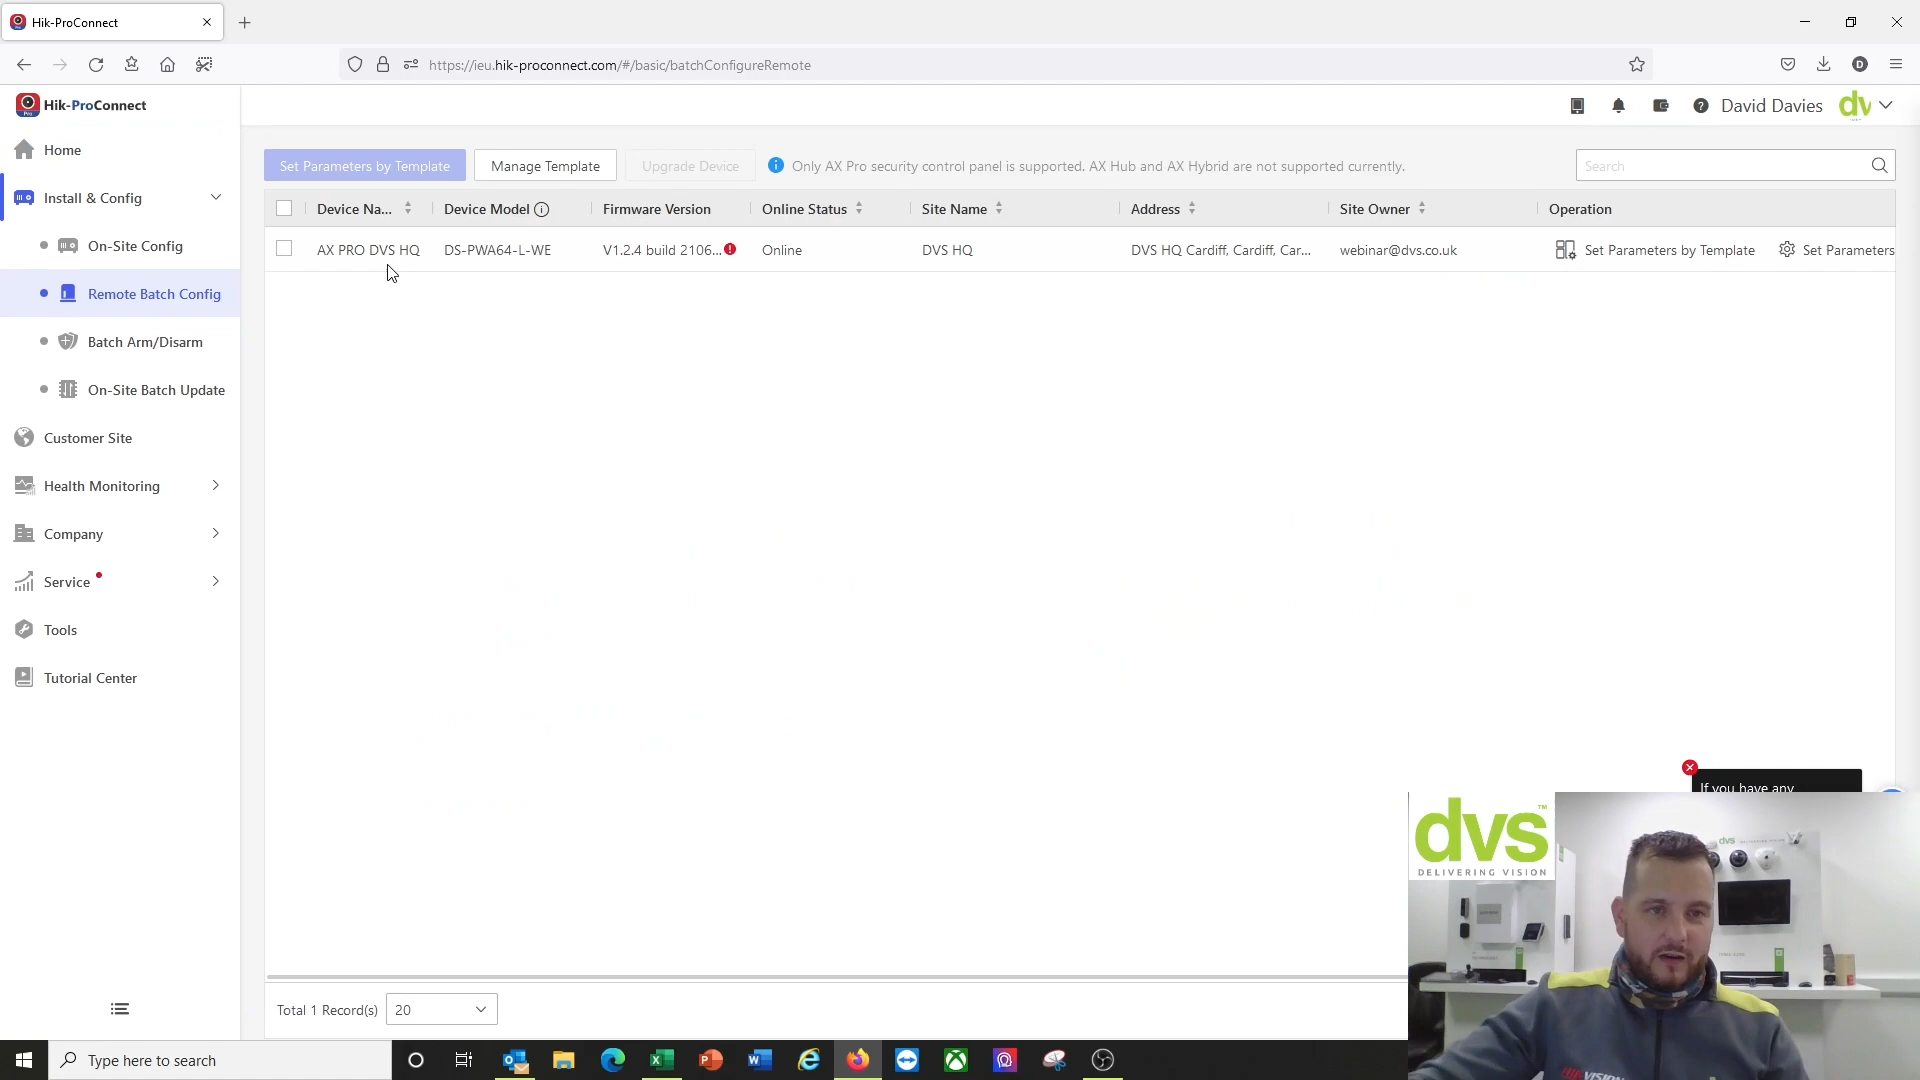 Hik-ProConnect
https://ieu.hik-proconnect.com/#/basic/batchConfigureRemote
D
Hik-ProConnect
David Davies
dv
Home
Install & Config
On-Site Config
Remote Batch Config
Batch Arm/Disarm
On-Site Batch Update
Customer Site
Health Monitoring
Company
Service
Tools
Tutorial Center
Set Parameters by Template
Manage Template
Upgrade Device
Only AX Pro security control panel is supported. AX Hub and AX Hybrid are not supported currently.
Search
Device Na...
Device Model
Firmware Version
Online Status
Site Name
Address
Site Owner
Operation
AX PRO DVS HQ
DS-PWA64-L-WE
V1.2.4 build 2106...
Online
DVS HQ
DVS HQ Cardiff, Cardiff, Car...
webinar@dvs.co.uk
Set Parameters by Template
Set Parameters
If you have any
Total 1 Record(s)
20
dvs™
DELIVERING VISION
dvs
HIKVISION
Type here to search